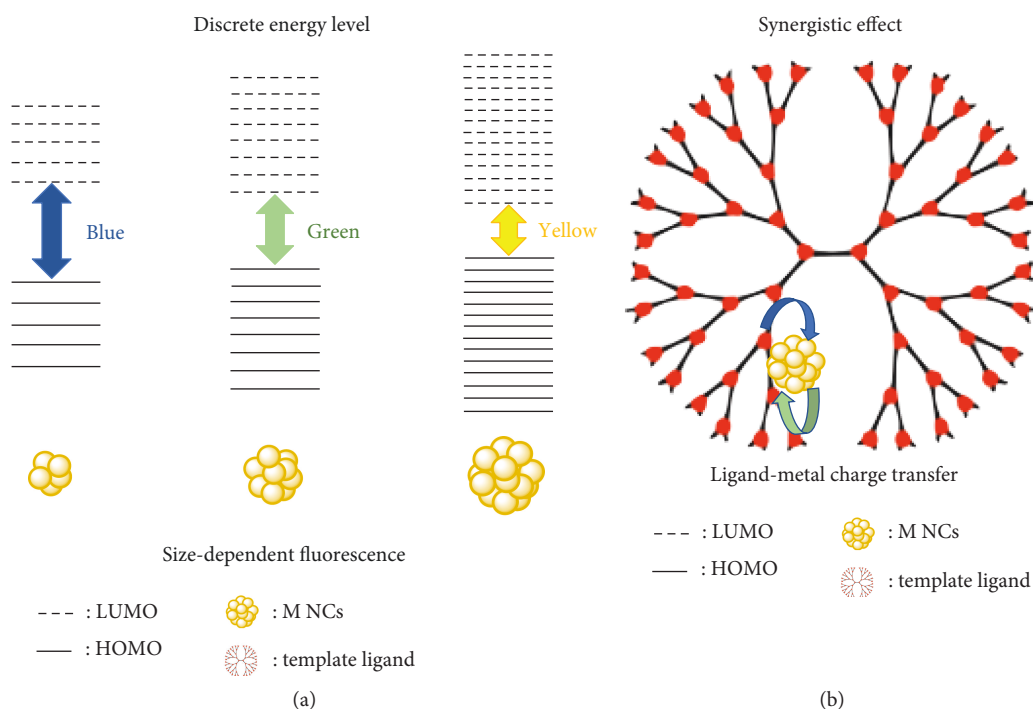 Discrete energy level
Blue
Green
Yellow
Size-dependent fluorescence
: LUMO
: M NCs
: HOMO
: template ligand
(a)
Synergistic effect
Ligand-metal charge transfer
: LUMO
: M NCs
: HOMO
: template ligand
(b)